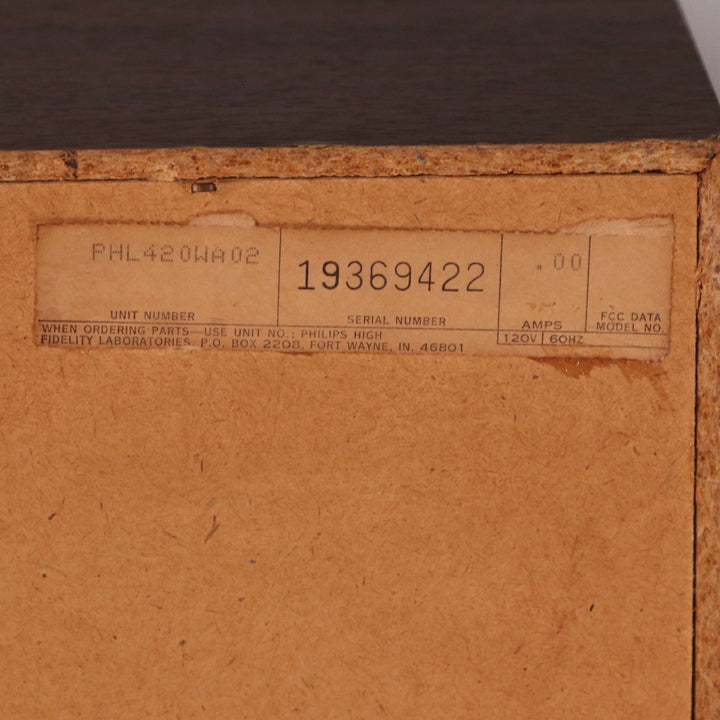 PHL420WA02
19369422
.00
UNIT NUMBER
SERIAL NUMBER
AMPS
FCC DATA
MODEL NO.
WHEN ORDERING PARTS—USE UNIT NO.: PHILIPS HIGH
FIDELITY LABORATORIES P.O. BOX 2208, FORT WAYNE, IN. 46801
120V 60HZ